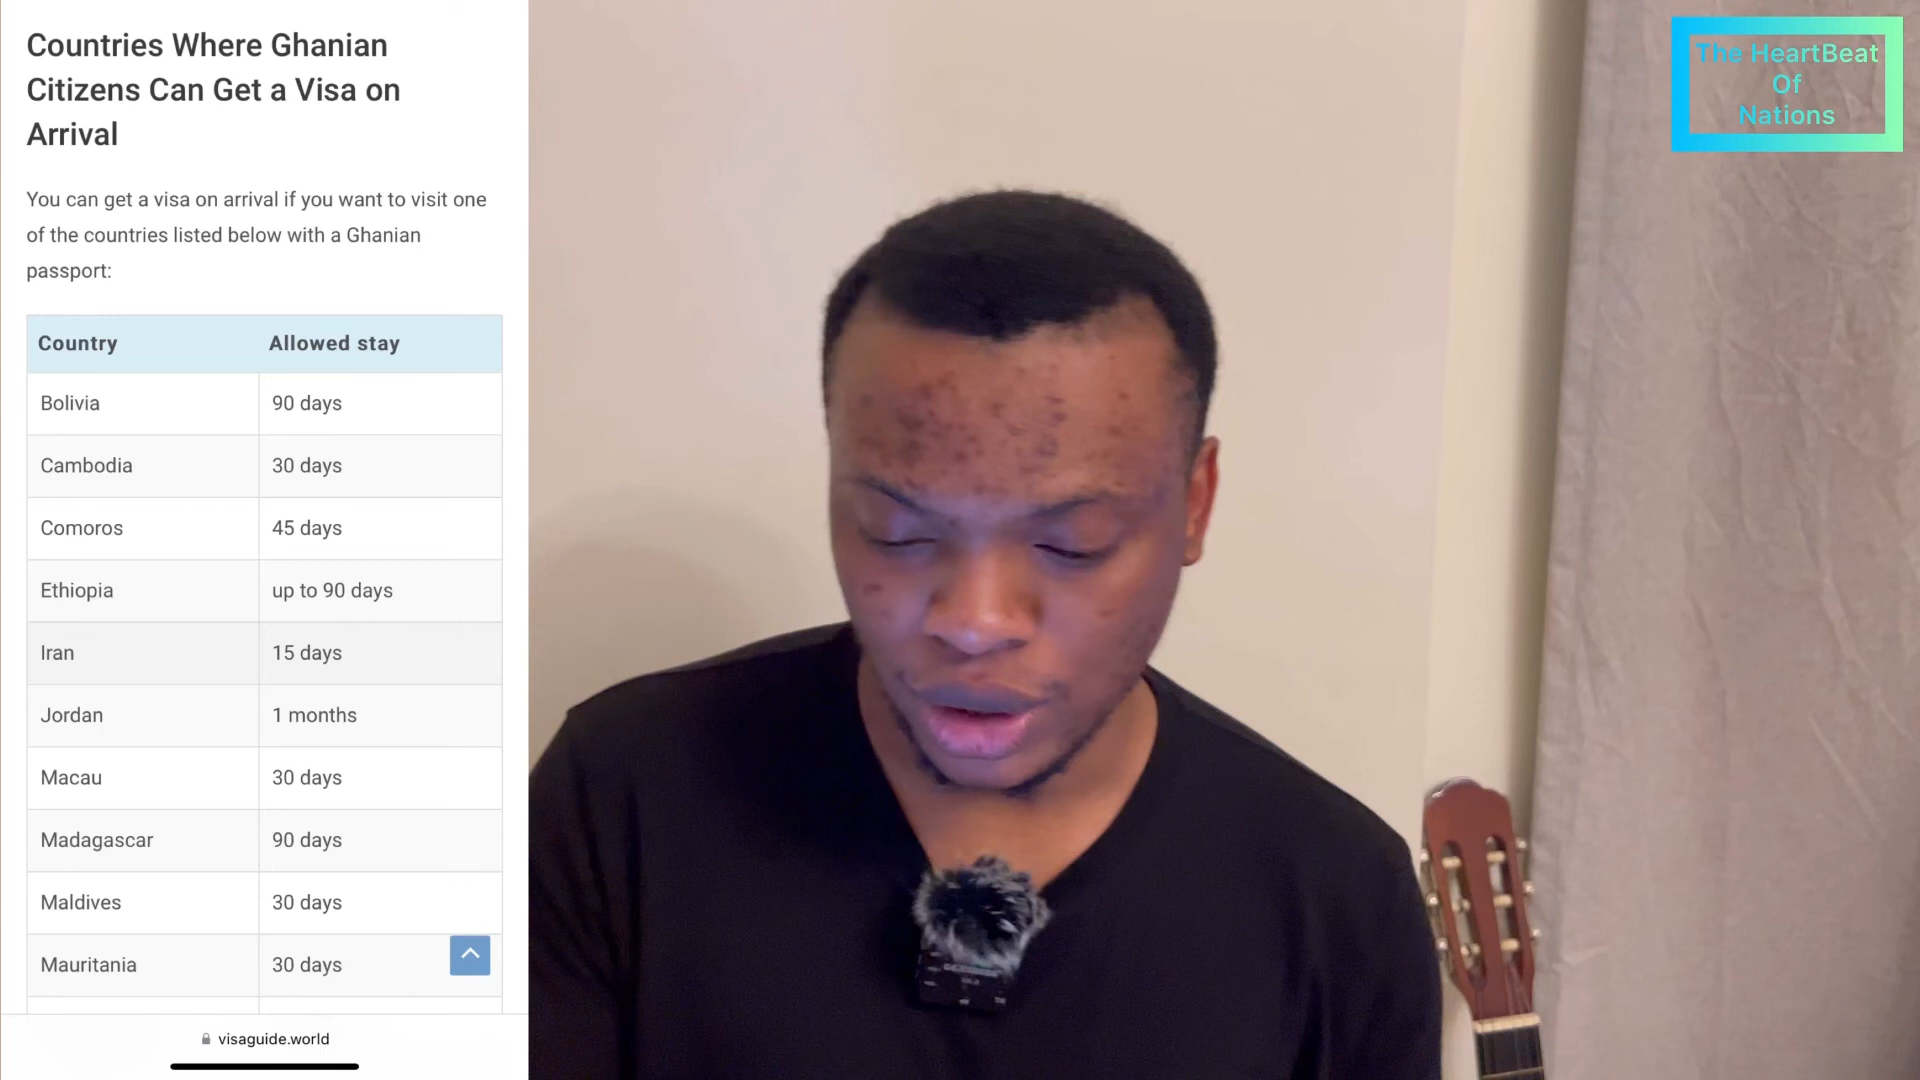 Countries Where Ghanian
Citizens Can Get a Visa on
Arrival
You can get a visa on arrival if you want to visit one
of the countries listed below with a Ghanian
passport:
Country Allowed stay
Bolivia 90 days
Cambodia 30 days
Comoros 45 days
Ethiopia up to 90 days
Iran 15 days
Jordan 1 months
Macau 30 days
Madagascar 90 days
Maldives 30 days
Mauritania 30 days
visaguide.world
The HeartBeat
Of
Nations